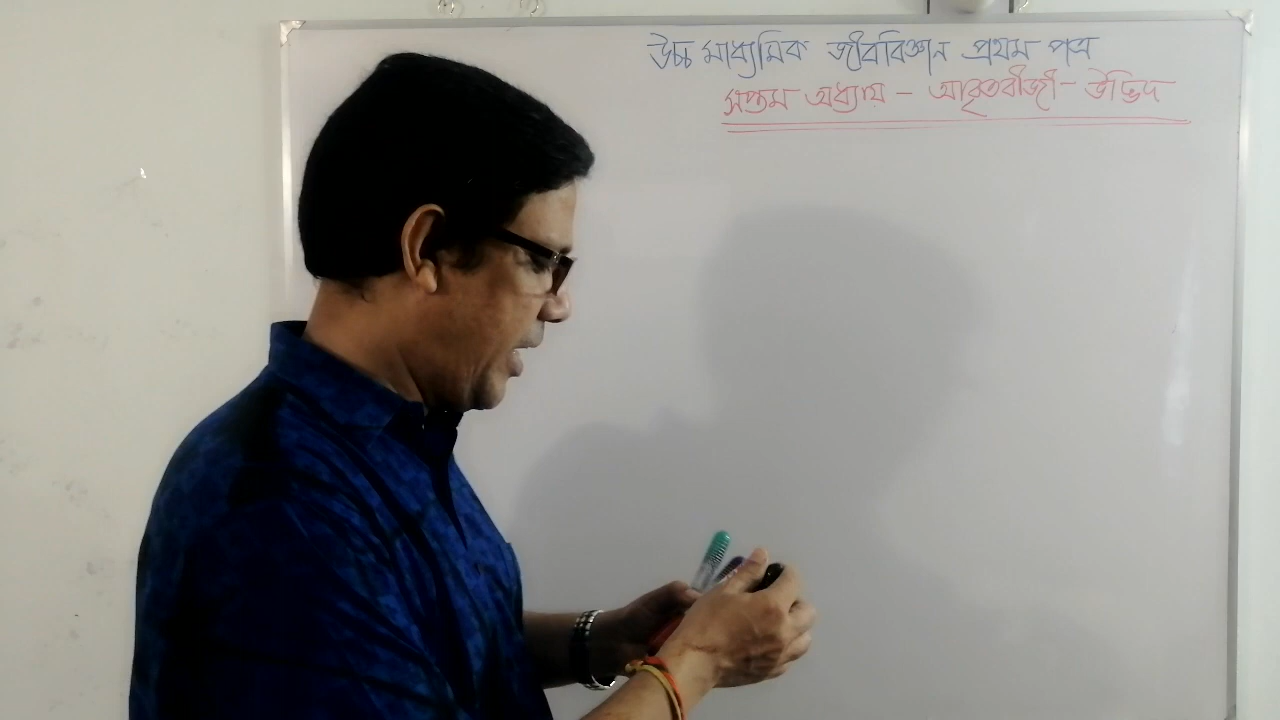 উচ্চ মাধ্যমিক জীববিজ্ঞান প্রথম পত্র
সপ্তম অধ্যায় - আবৃতবীজী - উদ্ভিদ